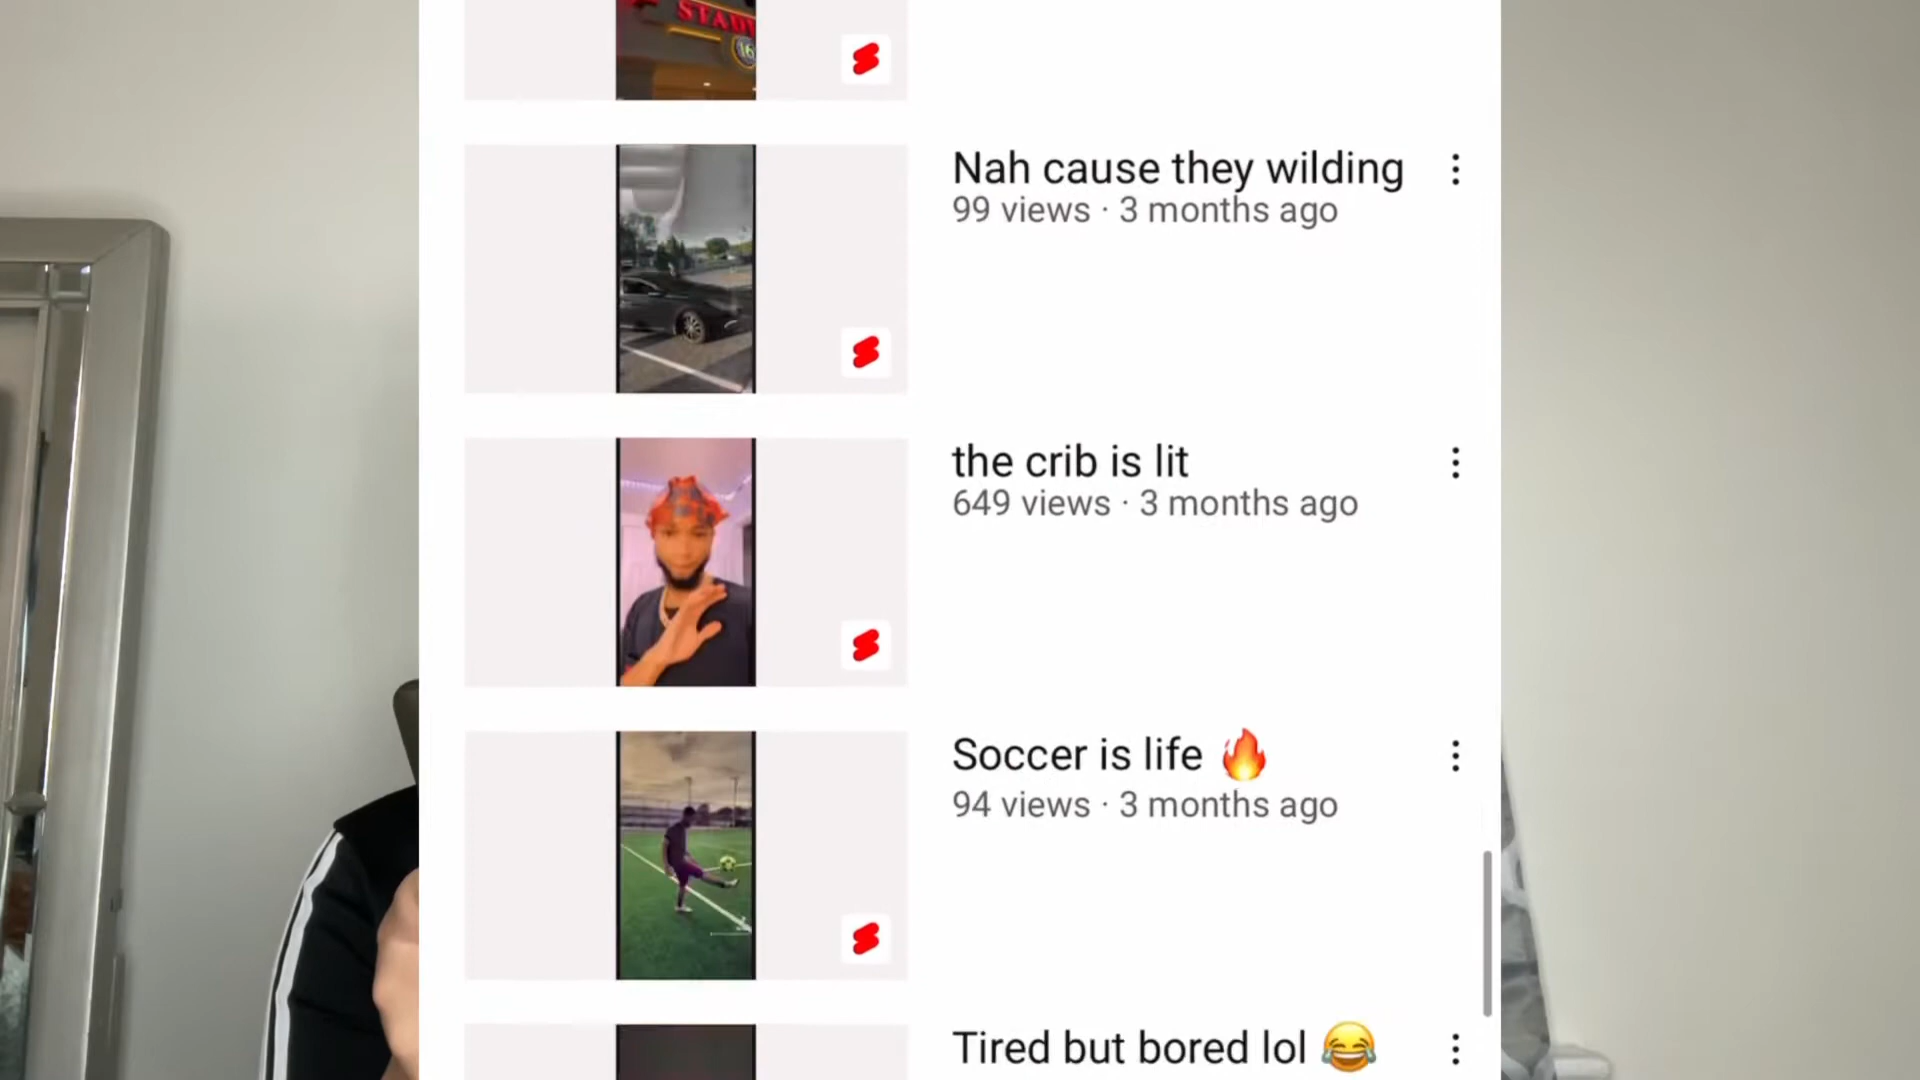 Nah cause they wilding
99 views · 3 months ago
the crib is lit
649 views · 3 months ago
Soccer is life 🔥
94 views · 3 months ago
Tired but bored lol 😂